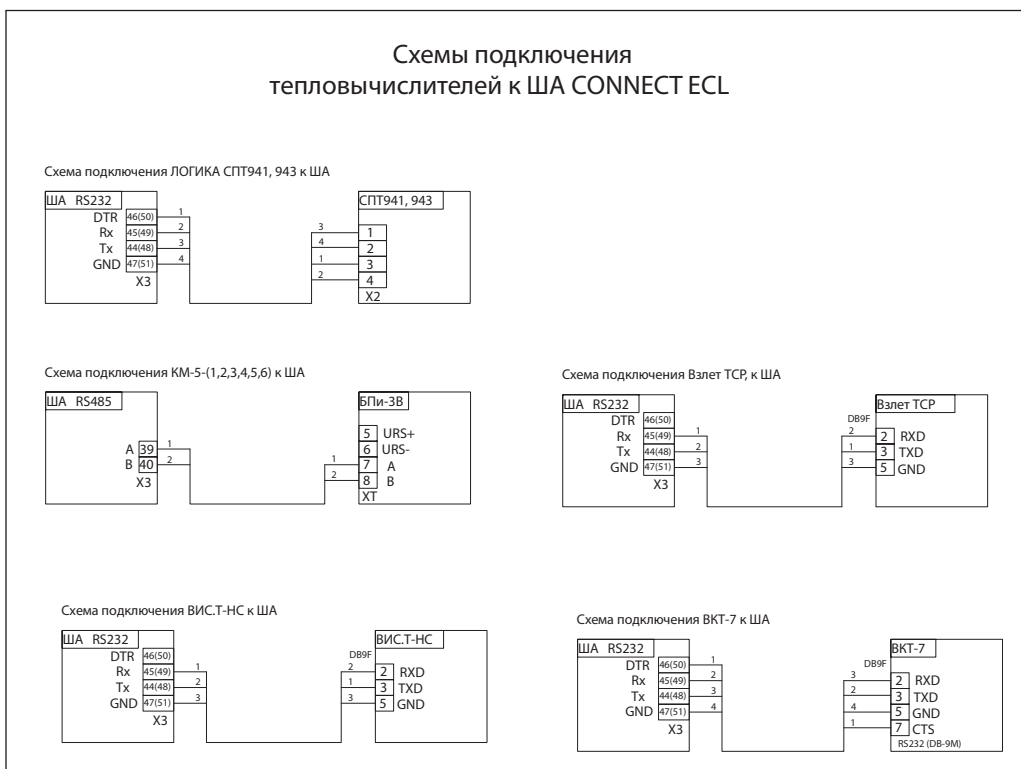 Схемы подключения
тепловычислителей к ША CONNECT ECL
Схема подключения ЛОГИКА СПТ941, 943 к ША
ША RS232
DTR 46(50) 1
Rx 45(49) 2
Tx 44(48) 3
GND 47(51) 4
X3
СПТ941, 943
3 1
4 2
1 3
2 4
X2
Схема подключения КМ-5-(1,2,3,4,5,6) к ША
ША RS485
A 39 1
B 40 2
X3
БПи-3В
5 URS+
6 URS-
1 7 A
2 8 B
XT
Схема подключения Взлет ТСР, к ША
ША RS232
DTR 46(50)
Rx 45(49) 1
Tx 44(48) 2
GND 47(51) 3
X3
Взлет ТСР
DB9F
2 2 RXD
1 3 TXD
3 5 GND
Схема подключения ВИС.Т-НС к ША
ША RS232
DTR 46(50)
Rx 45(49) 1
Tx 44(48) 2
GND 47(51) 3
X3
ВИС.Т-НС
DB9F
2 2 RXD
1 3 TXD
3 5 GND
Схема подключения ВКТ-7 к ША
ША RS232
DTR 46(50) 1
Rx 45(49) 2
Tx 44(48) 3
GND 47(51) 4
X3
ВКТ-7
DB9F
3 2 RXD
2 3 TXD
4 5 GND
1 7 CTS
RS232 (DB-9M)